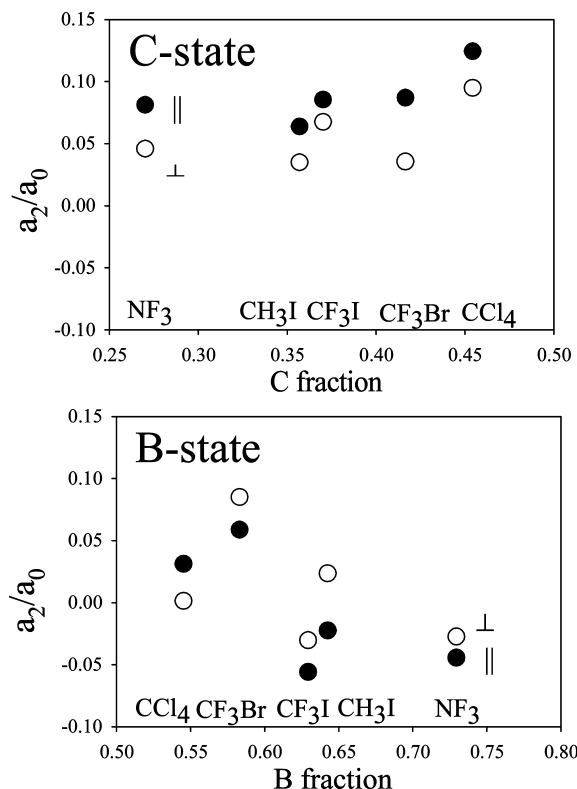 0.15
C-state
0.10
||
0.05
⊥
0.00
-0.05
-0.10
a₂/a₀
NF₃ CH₃I CF₃I CF₃Br CCl₄
0.25 0.30 0.35 0.40 0.45 0.50
C fraction
0.15
B-state
0.10
0.05
0.00
⊥
-0.05
||
-0.10
a₂/a₀
CCl₄ CF₃Br CF₃I CH₃I NF₃
0.50 0.55 0.60 0.65 0.70 0.75 0.80
B fraction